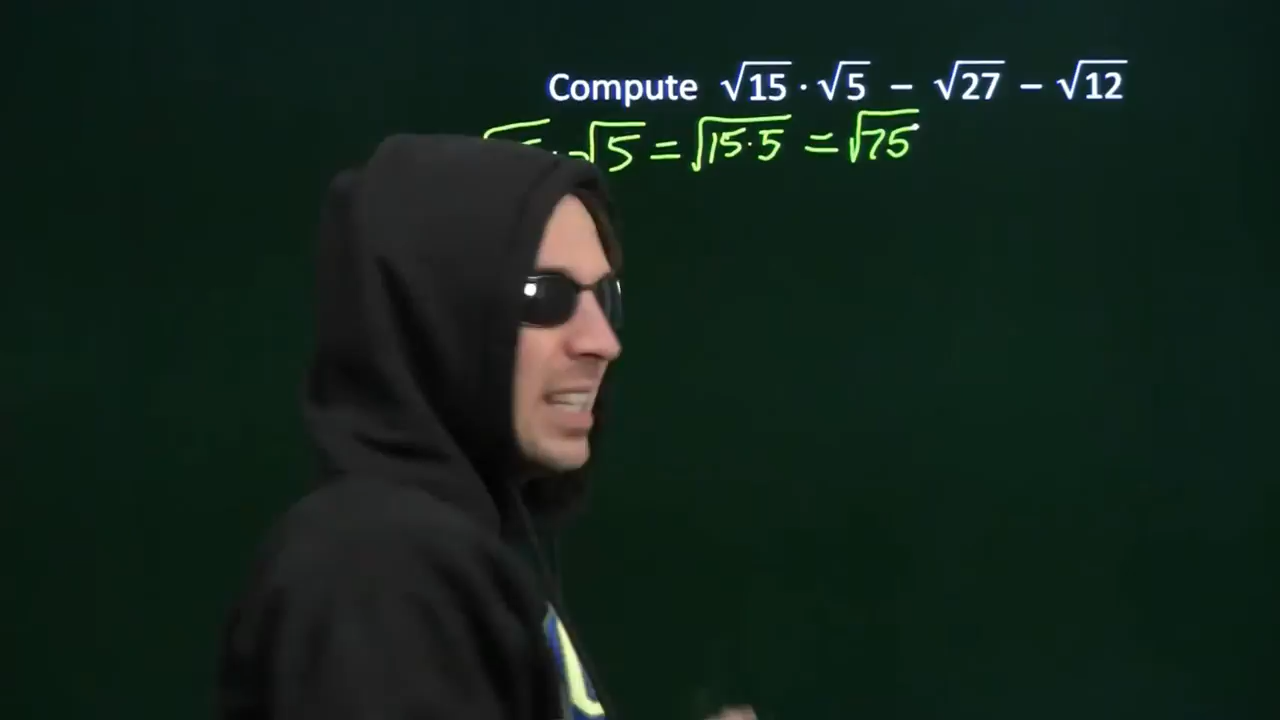 Compute √15 · √5 − √27 − √12
· √5 = √15·5 = √75